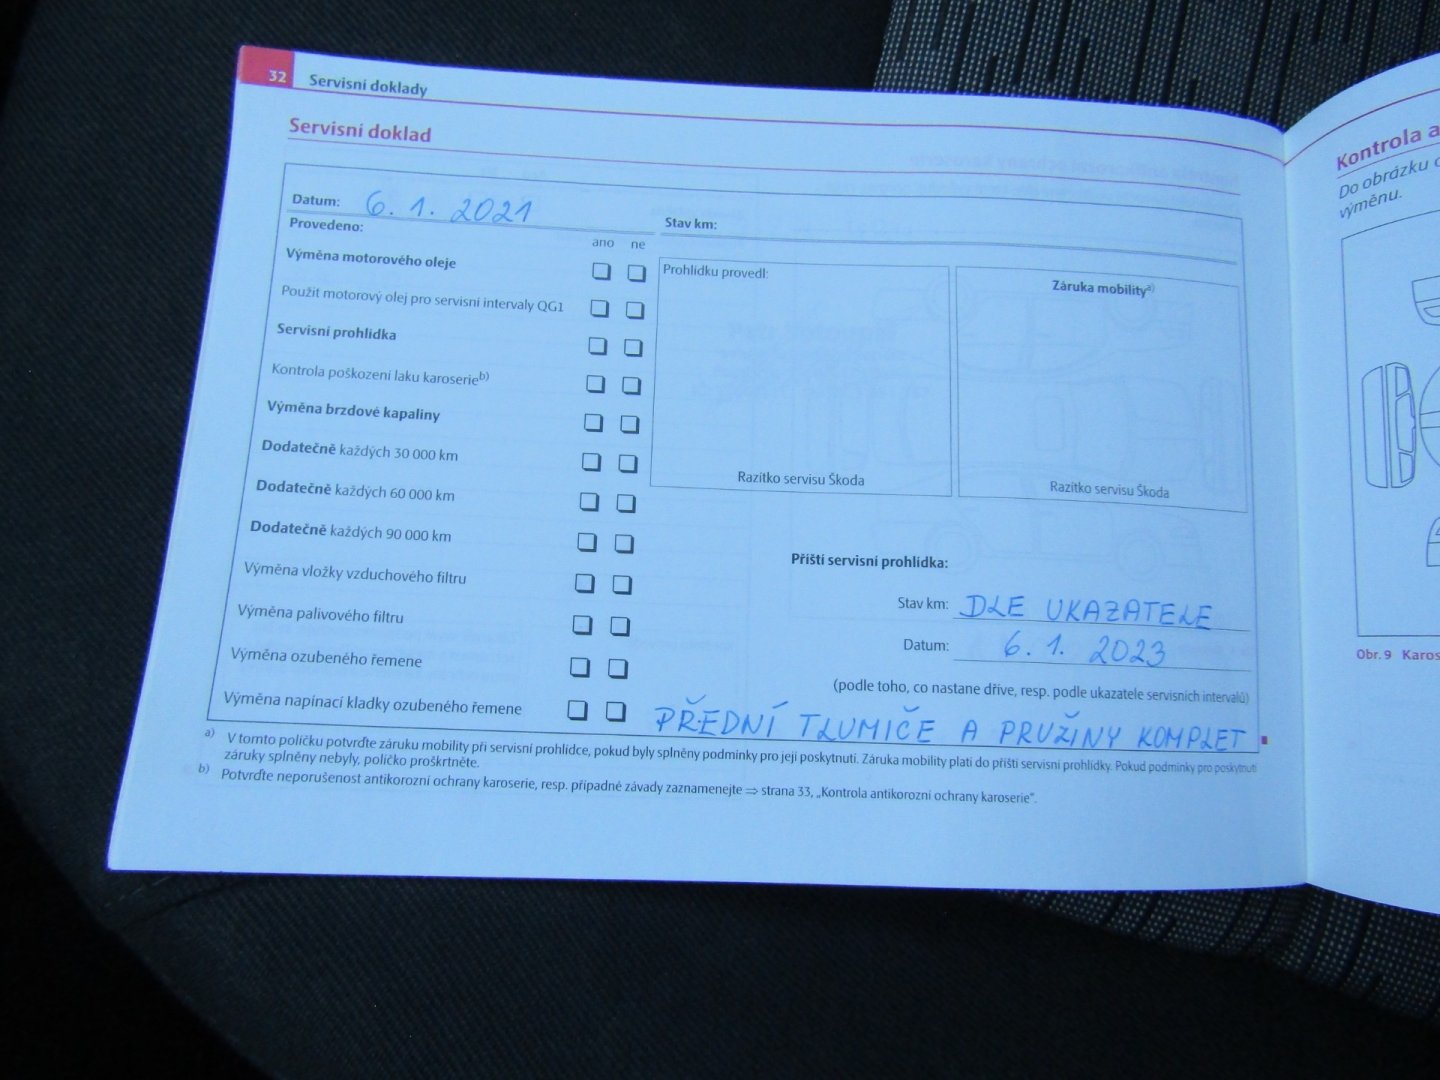 32 Servisní doklady
Servisní doklad
Datum: 6. 1. 2021
Stav km:
Provedeno:
ano ne
Výměna motorového oleje
Použit motorový olej pro servisní intervaly QG1
Servisní prohlídka
Kontrola poškození laku karoserie b)
Výměna brzdové kapaliny
Dodatečně každých 30 000 km
Dodatečně každých 60 000 km
Dodatečně každých 90 000 km
Výměna vložky vzduchového filtru
Výměna palivového filtru
Výměna ozubeného řemene
Výměna napínací kladky ozubeného řemene
Prohlídku provedl:
Razítko servisu Škoda
Záruka mobility a)
Razítko servisu Škoda
Příští servisní prohlídka:
Stav km: DLE UKAZATELE
Datum: 6. 1. 2023
(podle toho, co nastane dříve, resp. podle ukazatele servisních intervalů)
PŘEDNÍ TLUMIČE A PRUŽINY KOMPLET
a) V tomto políčku potvrďte záruku mobility při servisní prohlídce, pokud byly splněny podmínky pro její poskytnutí. Záruka mobility platí do příští servisní prohlídky. Pokud podmínky pro poskytnutí
záruky splněny nebyly, políčko proškrtněte.
b) Potvrďte neporušenost antikorozní ochrany karoserie, resp. případné závady zaznamenejte ⇒ strana 33, „Kontrola antikorozní ochrany karoserie“.
Kontrola a
Do obrázku
výměnu.
Obr. 9 Karos